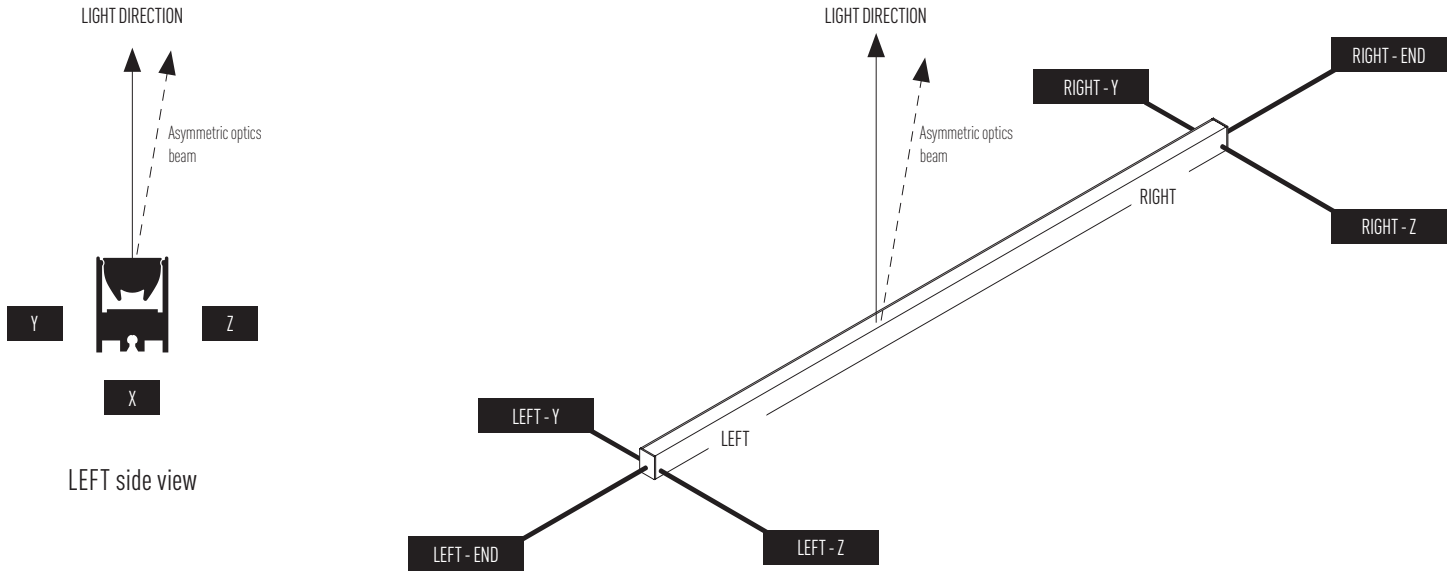 LIGHT DIRECTION
Asymmetric optics
beam
Y
Z
X
LEFT side view
LIGHT DIRECTION
Asymmetric optics
beam
RIGHT - END
RIGHT - Y
RIGHT
RIGHT - Z
LEFT - Y
LEFT
LEFT - END
LEFT - Z